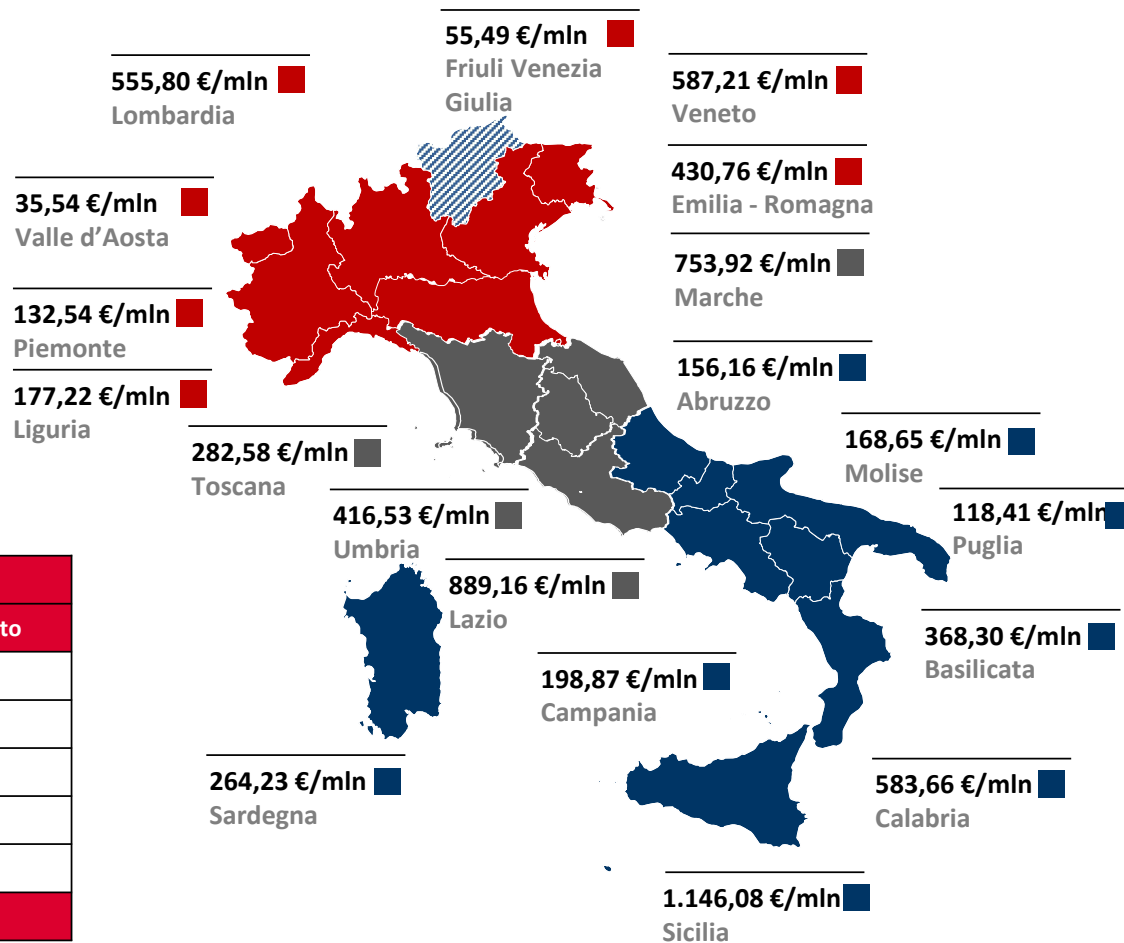 55,49 €/mln
Friuli Venezia
Giulia
555,80 €/mln
Lombardia
587,21 €/mln
Veneto
430,76 €/mln
Emilia - Romagna
35,54 €/mln
Valle d’Aosta
753,92 €/mln
Marche
132,54 €/mln
Piemonte
156,16 €/mln
Abruzzo
177,22 €/mln
Liguria
168,65 €/mln
Molise
282,58 €/mln
Toscana
118,41 €/mln
Puglia
416,53 €/mln
Umbria
889,16 €/mln
Lazio
to
368,30 €/mln
Basilicata
198,87 €/mln
Campania
264,23 €/mln
Sardegna
583,66 €/mln
Calabria
1.146,08 €/mln
Sicilia